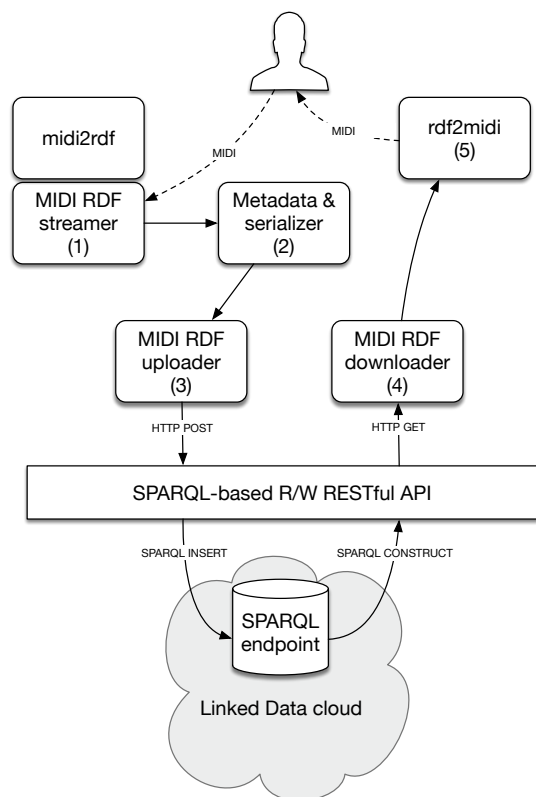 midi2rdf
rdf2midi
(5)
MIDI
MIDI
MIDI RDF
streamer
(1)
Metadata &
serializer
(2)
MIDI RDF
uploader
(3)
MIDI RDF
downloader
(4)
HTTP POST
HTTP GET
SPARQL-based R/W RESTful API
SPARQL INSERT
SPARQL CONSTRUCT
SPARQL
endpoint
Linked Data cloud